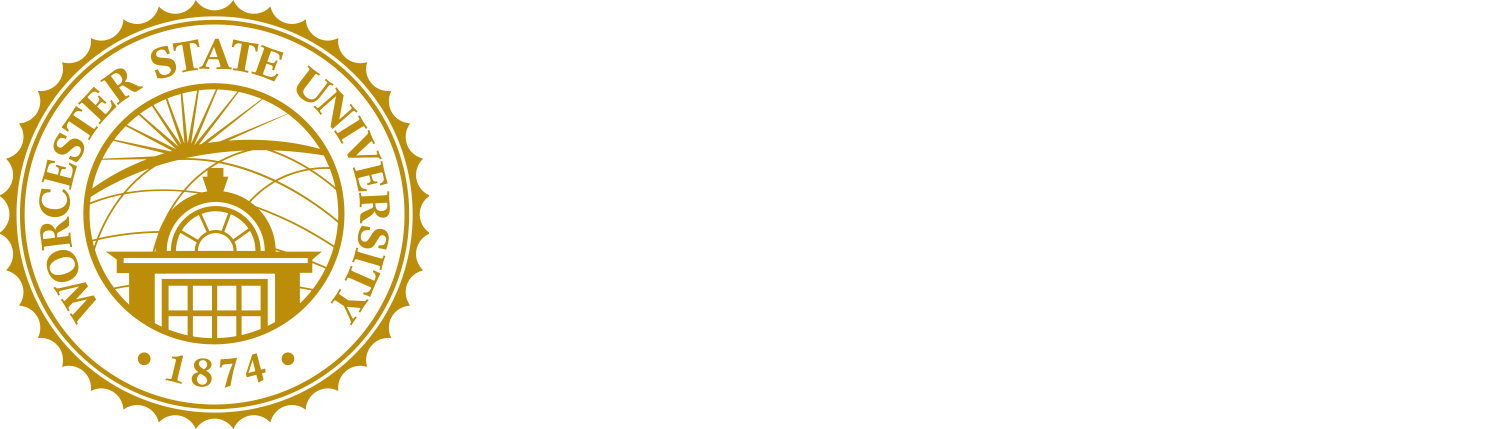 WORCESTER STATE UNIVERSITY
• 1874 •